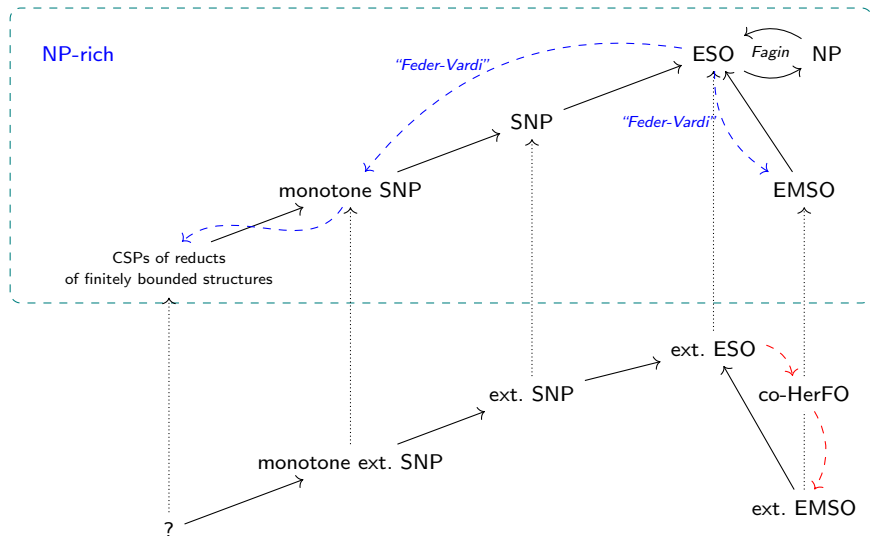 NP-rich
ESO
Fagin
NP
"Feder-Vardi"
SNP
"Feder-Vardi"
monotone SNP
EMSO
CSPs of reducts
of finitely bounded structures
ext. ESO
ext. SNP
co-HerFO
monotone ext. SNP
ext. EMSO
?